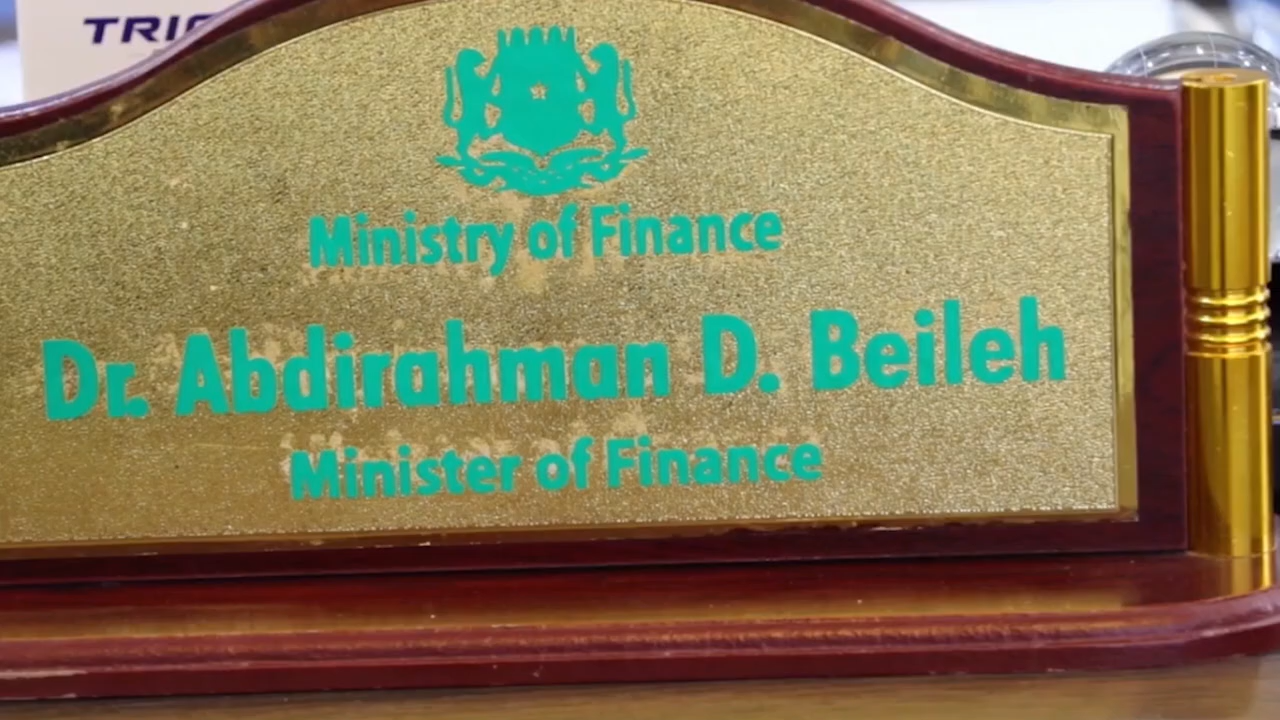 Ministry of Finance
Dr. Abdirahman D. Beileh
Minister of Finance